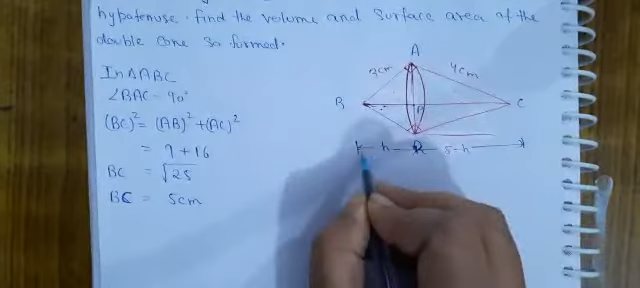 hypotenuse. find the volume and surface area of the
double cone so formed.
In ΔABC
∠BAC = 90°
(BC)² = (AB)² + (AC)²
= 9 + 16
BC = √25
BC = 5cm
A
3cm
4cm
B
C
h
5-h